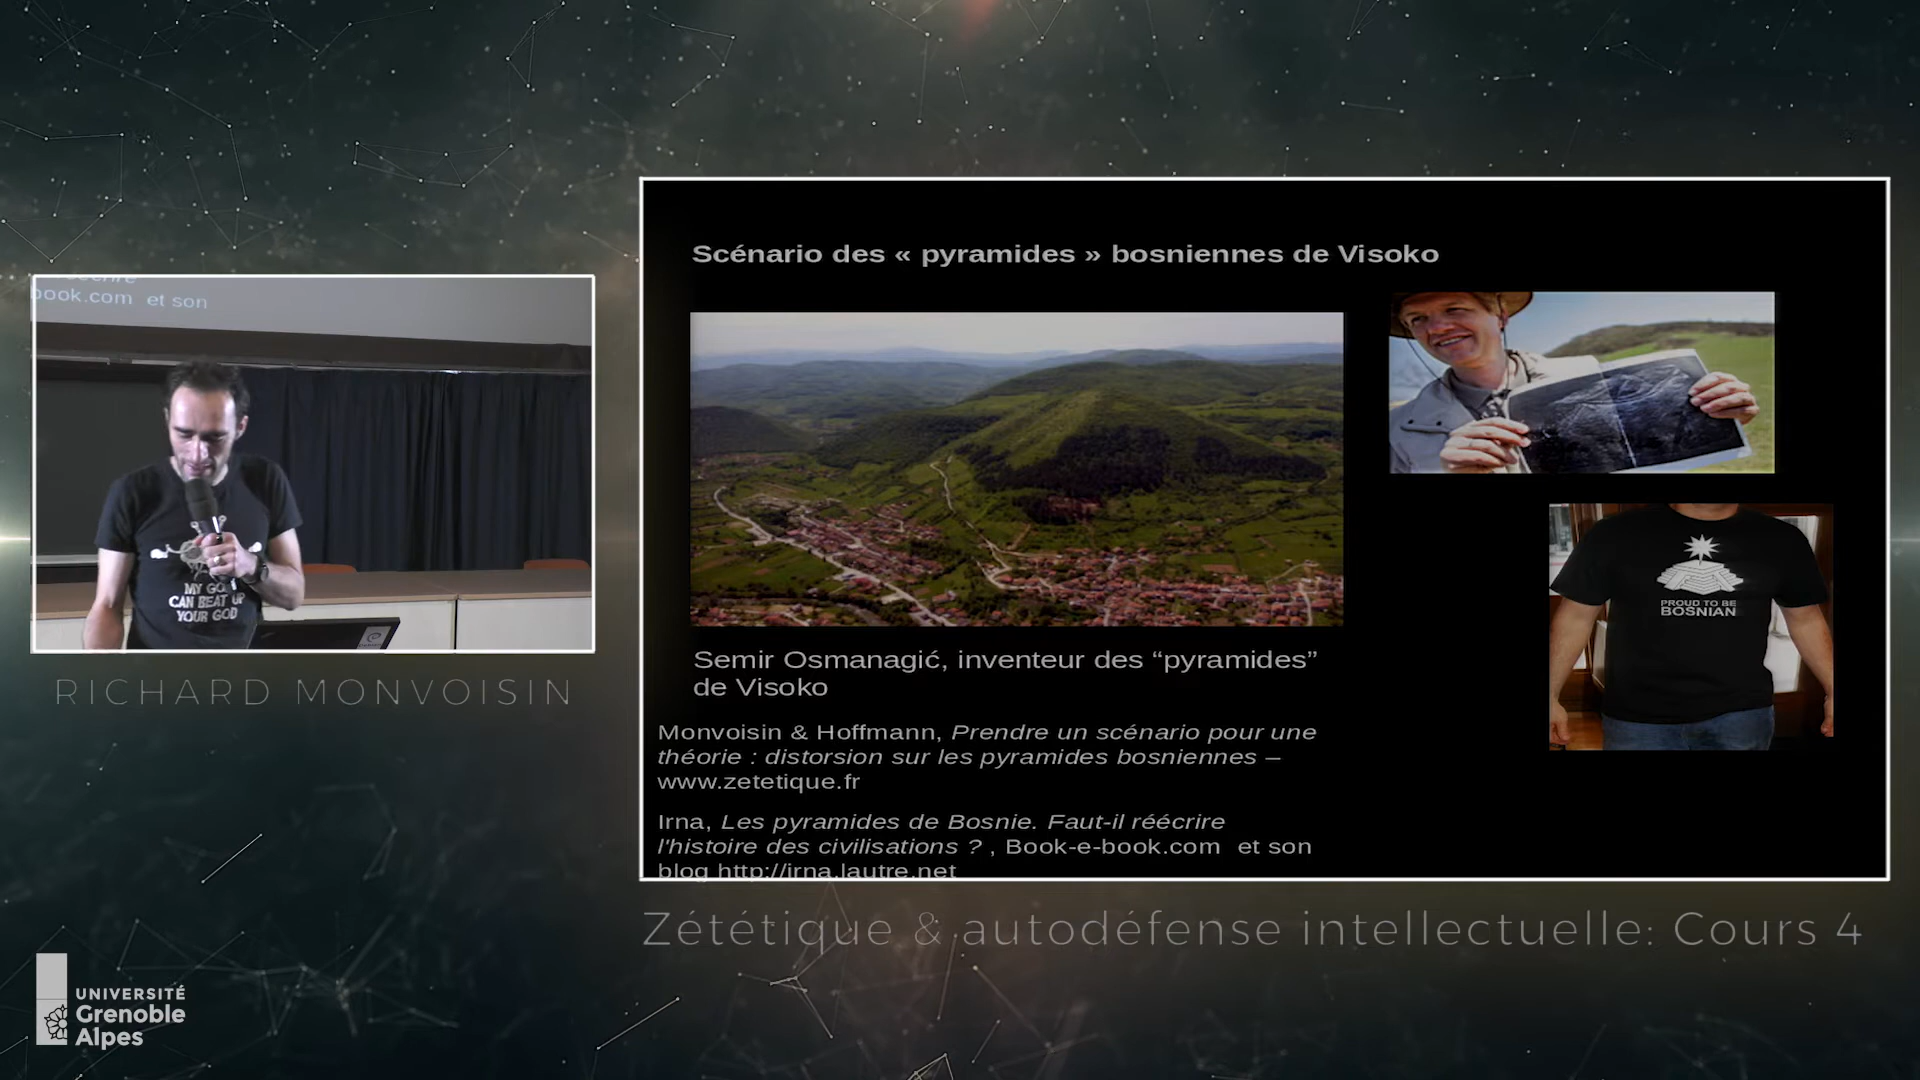 book.com et son
MY GOD
CAN BEAT UP
YOUR GOD
RICHARD MONVOISIN
Scénario des « pyramides » bosniennes de Visoko
PROUD TO BE
BOSNIAN
Semir Osmanagić, inventeur des “pyramides”
de Visoko
Monvoisin & Hoffmann, Prendre un scénario pour une
théorie : distorsion sur les pyramides bosniennes –
www.zetetique.fr
Irna, Les pyramides de Bosnie. Faut-il réécrire
l'histoire des civilisations ? , Book-e-book.com et son
blog http://irna.lautre.net
Zététique & autodéfense intellectuelle: Cours 4
UNIVERSITÉ
Grenoble
Alpes